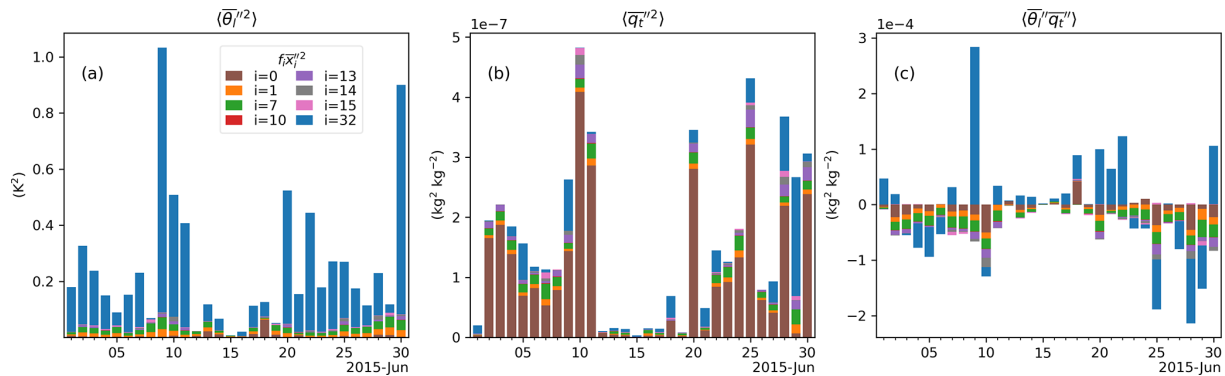 ⟨θ̅ₗ″²⟩
(a)
fᵢx̅ᵢ″²
i=0 i=13
i=1 i=14
i=7 i=15
i=10 i=32
(K²)
1.0
0.8
0.6
0.4
0.2
05 10 15 20 25 30
2015-Jun
⟨q̅ₜ″²⟩
1e−7
(b)
(kg² kg⁻²)
5
4
3
2
1
0
05 10 15 20 25 30
2015-Jun
⟨θ̅ₗ″q̅ₜ″⟩
1e−4
(c)
(kg² kg⁻²)
3
2
1
0
−1
−2
05 10 15 20 25 30
2015-Jun